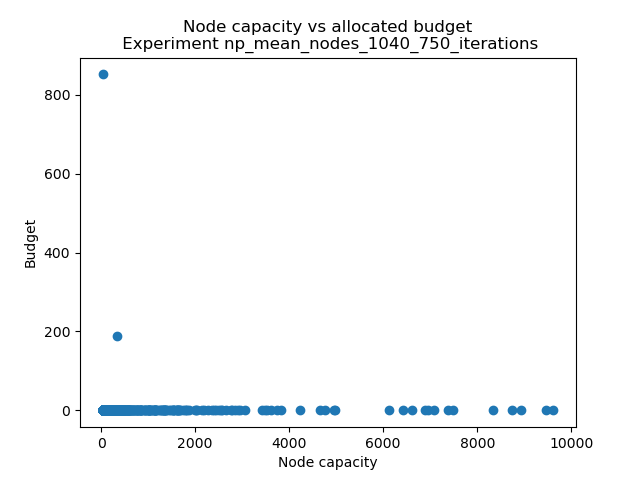 Node capacity vs allocated budget
Experiment np_mean_nodes_1040_750_iterations
800
600
400
200
0
Budget
0 2000 4000 6000 8000 10000
Node capacity